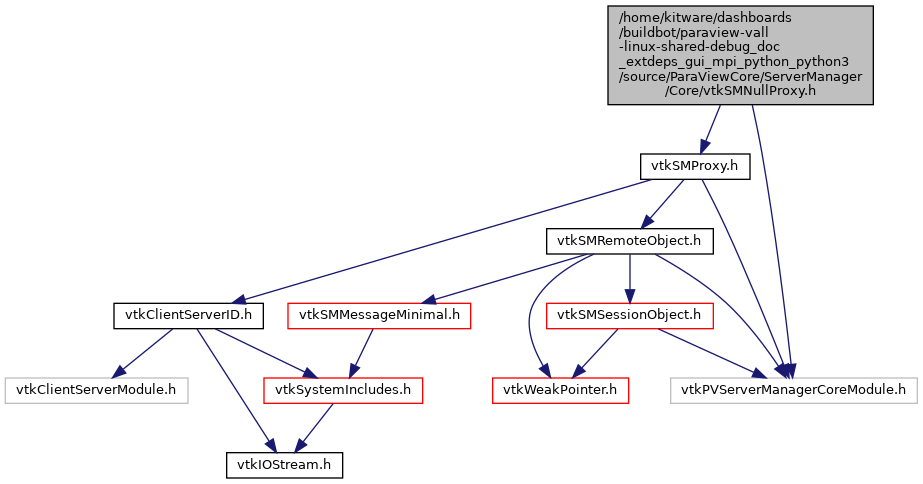 /home/kitware/dashboards
/buildbot/paraview-vall
-linux-shared-debug_doc
_extdeps_gui_mpi_python_python3
/source/ParaViewCore/ServerManager
/Core/vtkSMNullProxy.h
vtkSMProxy.h
vtkSMRemoteObject.h
vtkClientServerID.h
vtkSMMessageMinimal.h
vtkSMSessionObject.h
vtkClientServerModule.h
vtkSystemIncludes.h
vtkWeakPointer.h
vtkPVServerManagerCoreModule.h
vtkIOStream.h